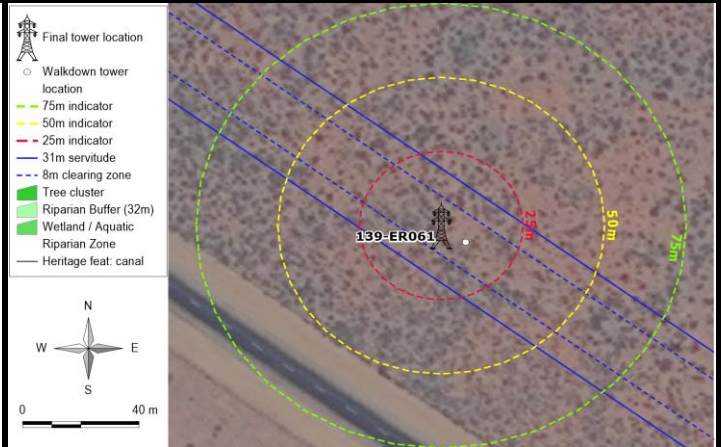 Final tower location
Walkdown tower
location
75m indicator
50m indicator
25m indicator
31m servitude
8m clearing zone
Tree cluster
Riparian Buffer (32m)
Wetland / Aquatic
Riparian Zone
Heritage feat: canal
N
W E
S
0 40 m
139-ER061
25m
50m
75m